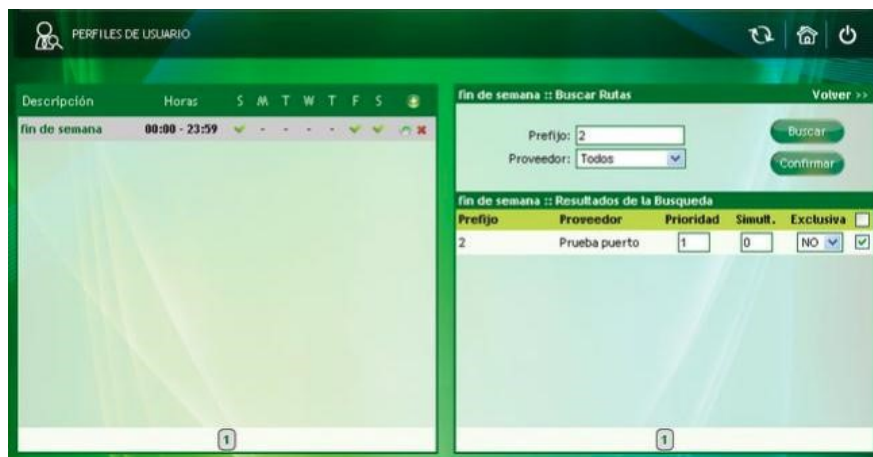 PERFILES DE USUARIO
Descripción Horas S M T W T F S
fin de semana 00:00 - 23:59 - - - -
1
fin de semana :: Buscar Rutas Volver >>
Prefijo: 2
Buscar
Proveedor: Todos
Confirmar
fin de semana :: Resultados de la Busqueda
Prefijo Proveedor Prioridad Simult. Exclusiva
2 Prueba puerto 1 0 NO
1